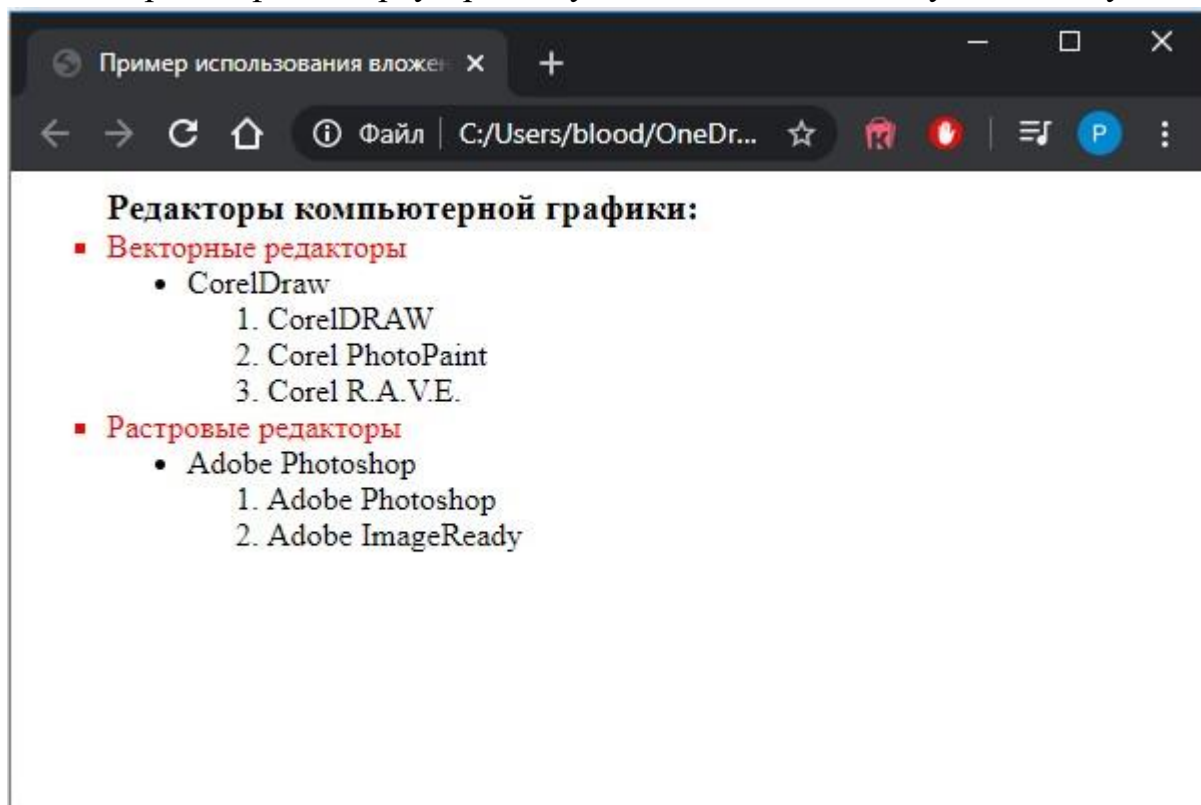 Пример использования вложен
Файл | C:/Users/blood/OneDr...
P
Редакторы компьютерной графики:
Векторные редакторы
CorelDraw
1. CorelDRAW
2. Corel PhotoPaint
3. Corel R.A.V.E.
Растровые редакторы
Adobe Photoshop
1. Adobe Photoshop
2. Adobe ImageReady